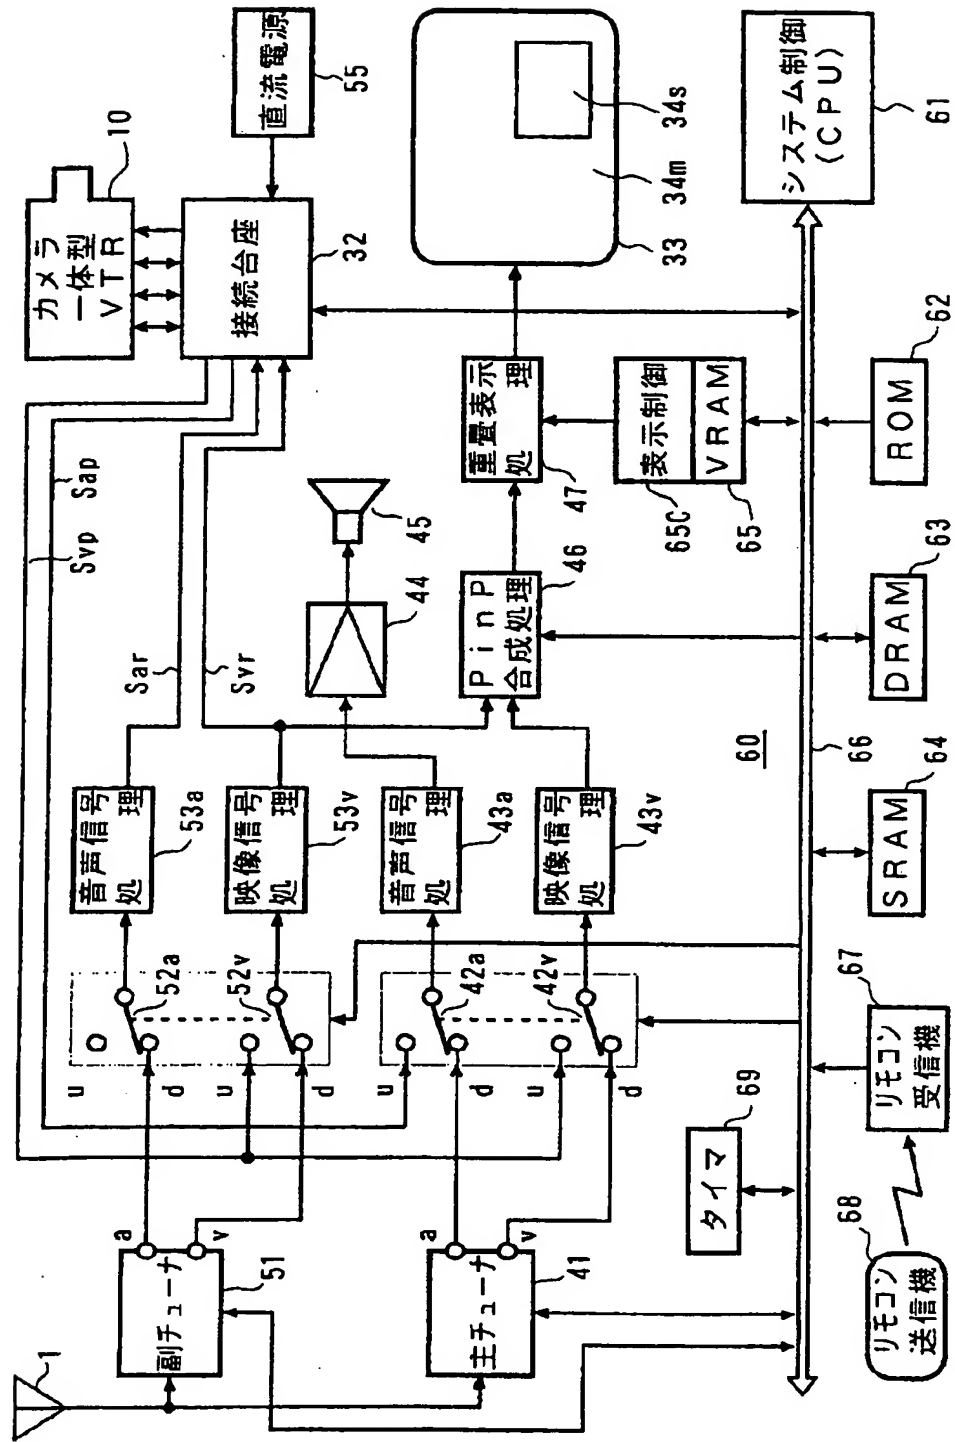 1
副チューナ
51
a
v
u
d
u
d
52a
52v
音声信号
処　　理
53a
映像信号
処　　理
53v
Svp
Sap
Sar
Svr
カメラ
一体型
VTR
10
接続台座
32
直流電源
55
主チューナ
41
a
v
u
d
u
d
42a
42v
音声信号
処　　理
43a
映像信号
処　　理
43v
44
45
PinP
合成処理
46
重畳表示
処　　理
47
33
34m
34s
表示制御
VRAM
65C
65
60
タイマ
69
66
システム制御
(CPU)
61
リモコン
送信機
68
リモコン
受信機
67
SRAM
64
DRAM
63
VROM
62